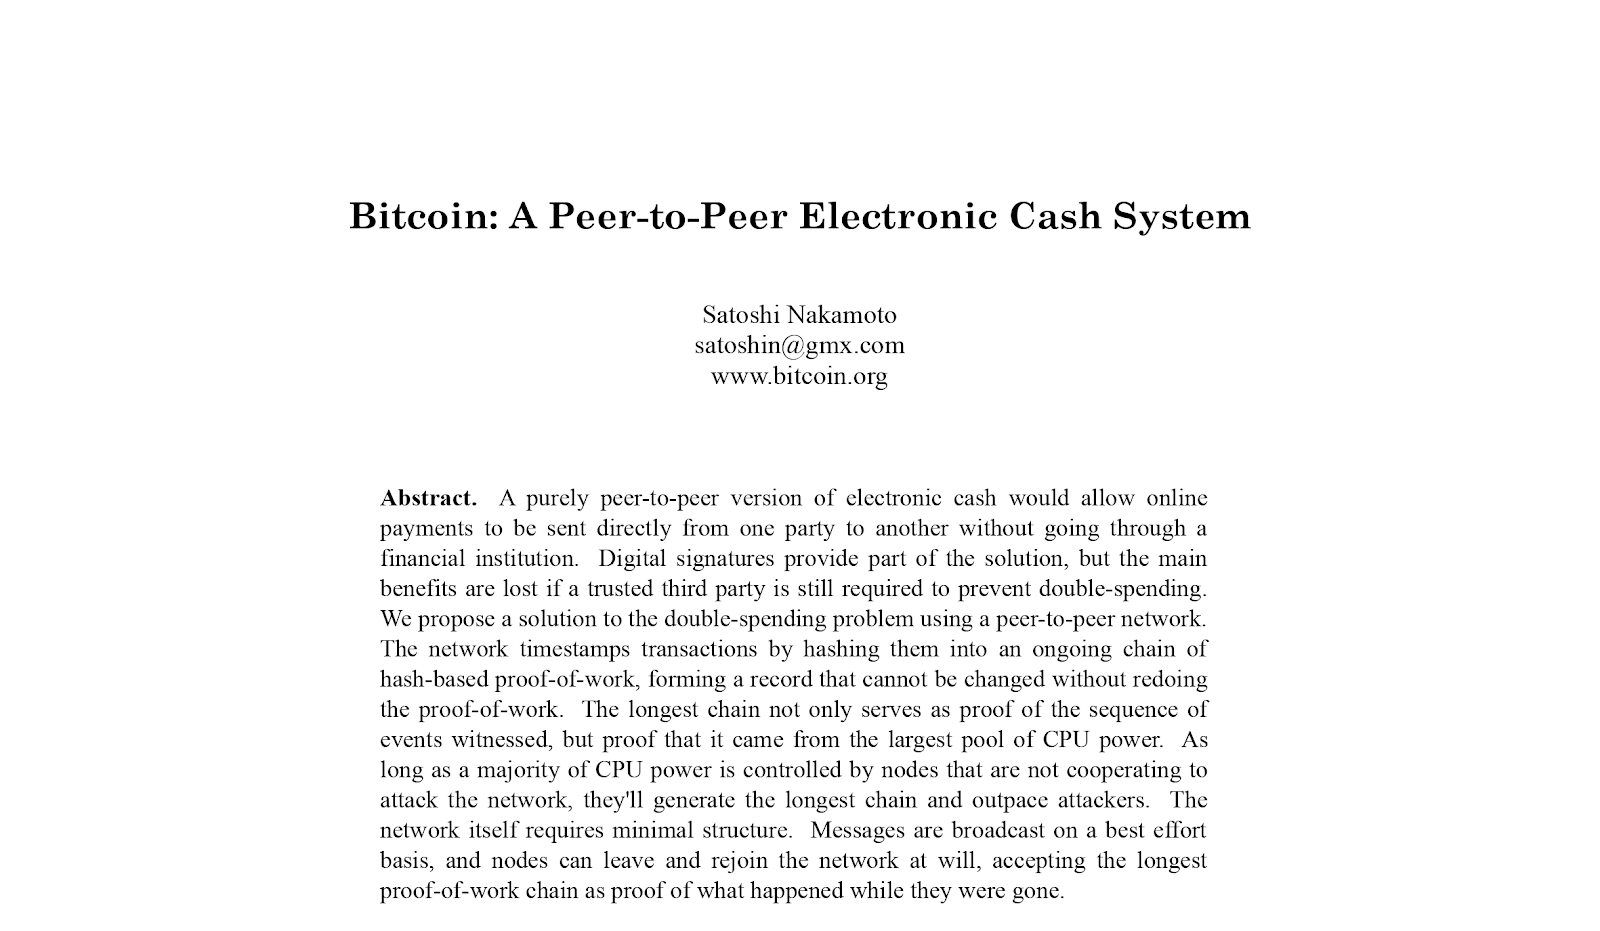 Bitcoin: A Peer-to-Peer Electronic Cash System
Satoshi Nakamoto
satoshin@gmx.com
www.bitcoin.org
Abstract. A purely peer-to-peer version of electronic cash would allow online
payments to be sent directly from one party to another without going through a
financial institution. Digital signatures provide part of the solution, but the main
benefits are lost if a trusted third party is still required to prevent double-spending.
We propose a solution to the double-spending problem using a peer-to-peer network.
The network timestamps transactions by hashing them into an ongoing chain of
hash-based proof-of-work, forming a record that cannot be changed without redoing
the proof-of-work. The longest chain not only serves as proof of the sequence of
events witnessed, but proof that it came from the largest pool of CPU power. As
long as a majority of CPU power is controlled by nodes that are not cooperating to
attack the network, they'll generate the longest chain and outpace attackers. The
network itself requires minimal structure. Messages are broadcast on a best effort
basis, and nodes can leave and rejoin the network at will, accepting the longest
proof-of-work chain as proof of what happened while they were gone.